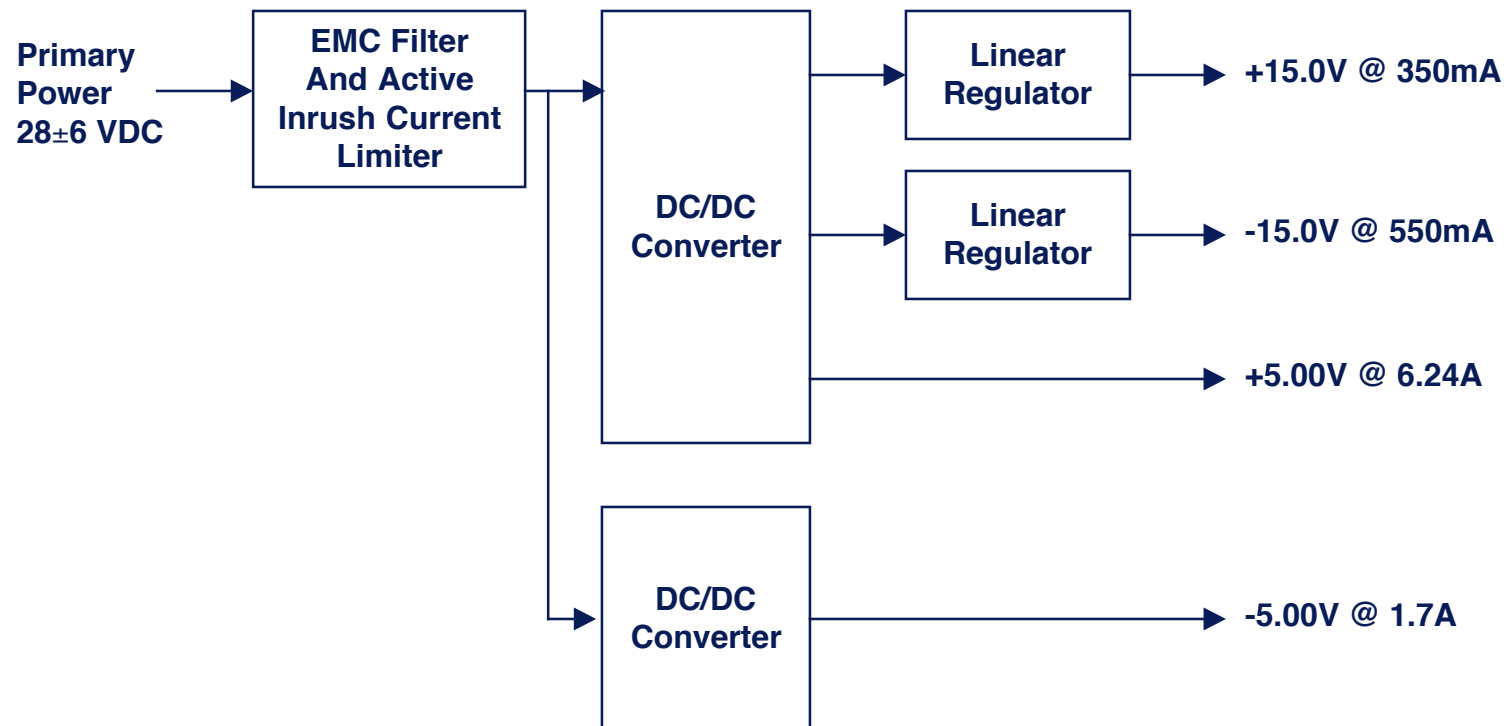 Primary
Power
28±6 VDC
EMC Filter
And Active
Inrush Current
Limiter
DC/DC
Converter
Linear
Regulator
+15.0V @ 350mA
Linear
Regulator
-15.0V @ 550mA
+5.00V @ 6.24A
DC/DC
Converter
-5.00V @ 1.7A